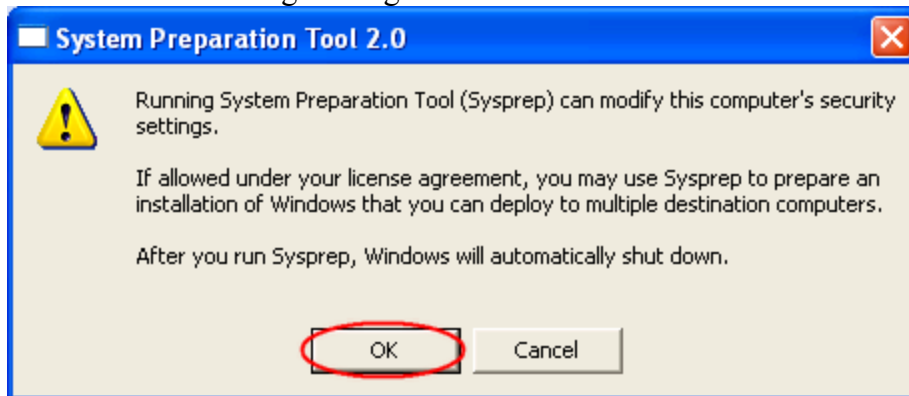 System Preparation Tool 2.0
Running System Preparation Tool (Sysprep) can modify this computer's security
settings.
If allowed under your license agreement, you may use Sysprep to prepare an
installation of Windows that you can deploy to multiple destination computers.
After you run Sysprep, Windows will automatically shut down.
OK Cancel